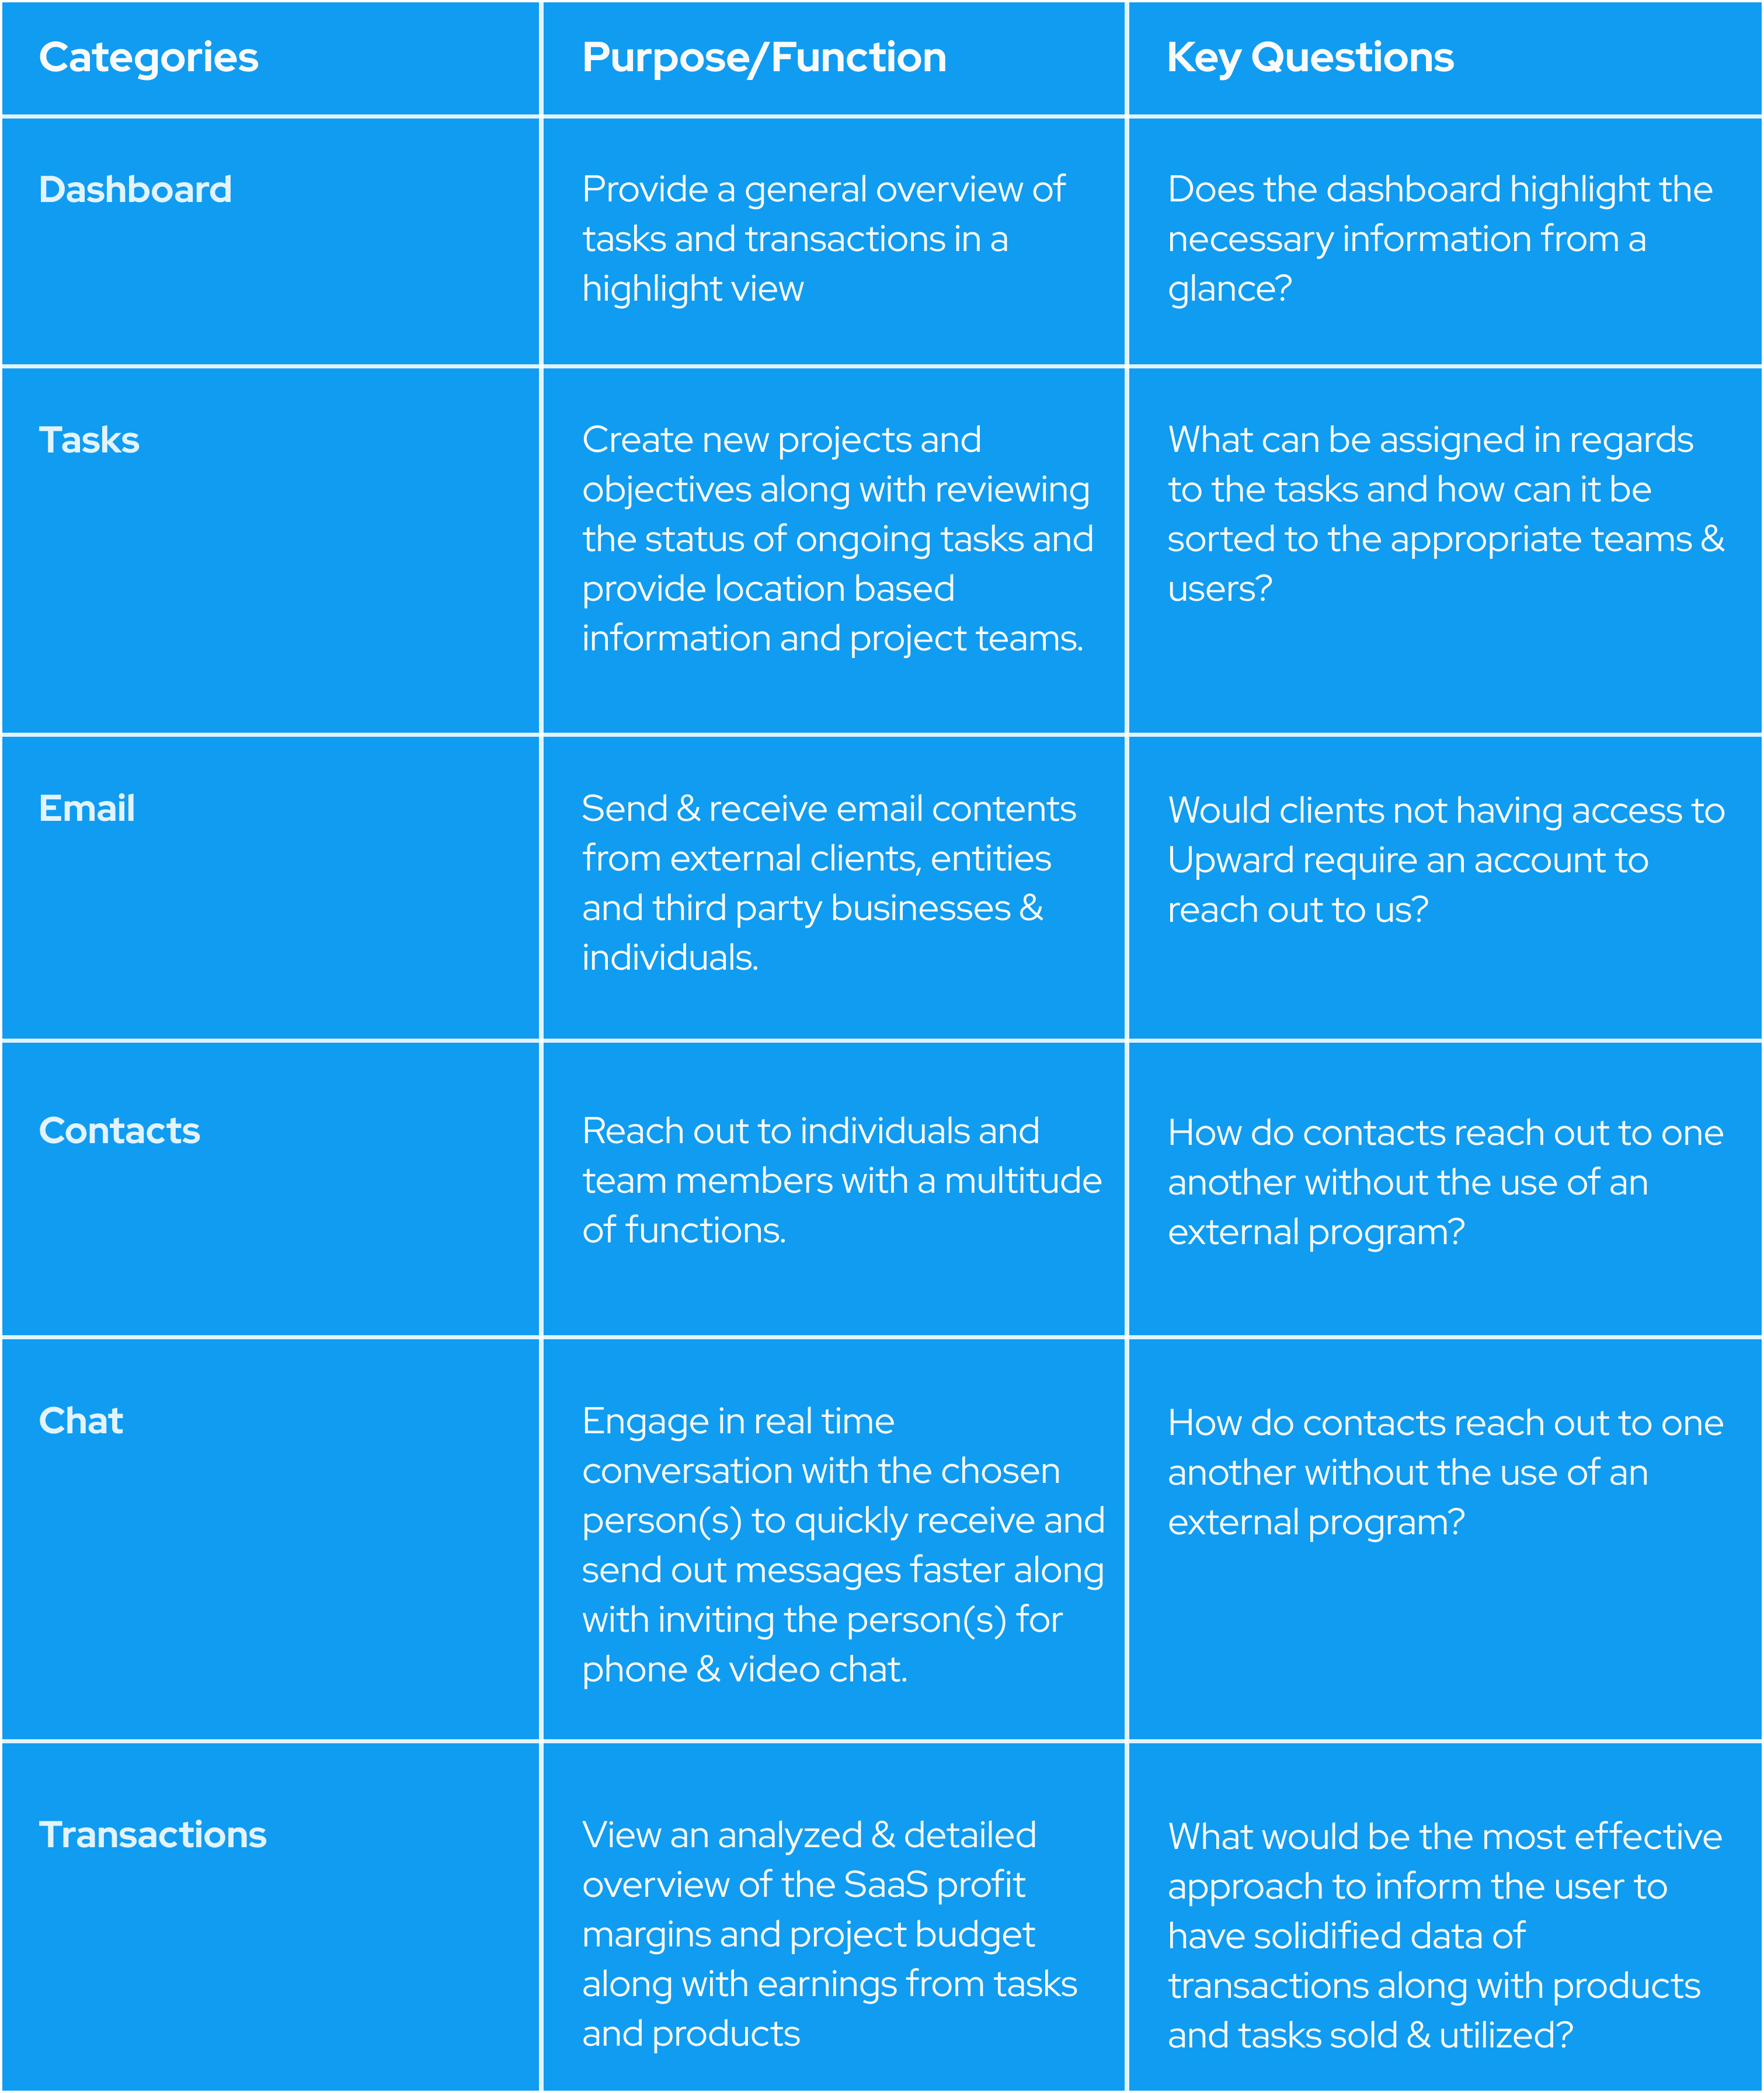 Categories
Purpose/Function
Key Questions
Dashboard
Provide a general overview of
tasks and transactions in a
highlight view
Does the dashboard highlight the
necessary information from a
glance?
Tasks
Create new projects and
objectives along with reviewing
the status of ongoing tasks and
provide location based
information and project teams.
What can be assigned in regards
to the tasks and how can it be
sorted to the appropriate teams &
users?
Email
Send & receive email contents
from external clients, entities
and third party businesses &
individuals.
Would clients not having access to
Upward require an account to
reach out to us?
Contacts
Reach out to individuals and
team members with a multitude
of functions.
How do contacts reach out to one
another without the use of an
external program?
Chat
Engage in real time
conversation with the chosen
person(s) to quickly receive and
send out messages faster along
with inviting the person(s) for
phone & video chat.
How do contacts reach out to one
another without the use of an
external program?
Transactions
View an analyzed & detailed
overview of the SaaS profit
margins and project budget
along with earnings from tasks
and products
What would be the most effective
approach to inform the user to
have solidified data of
transactions along with products
and tasks sold & utilized?